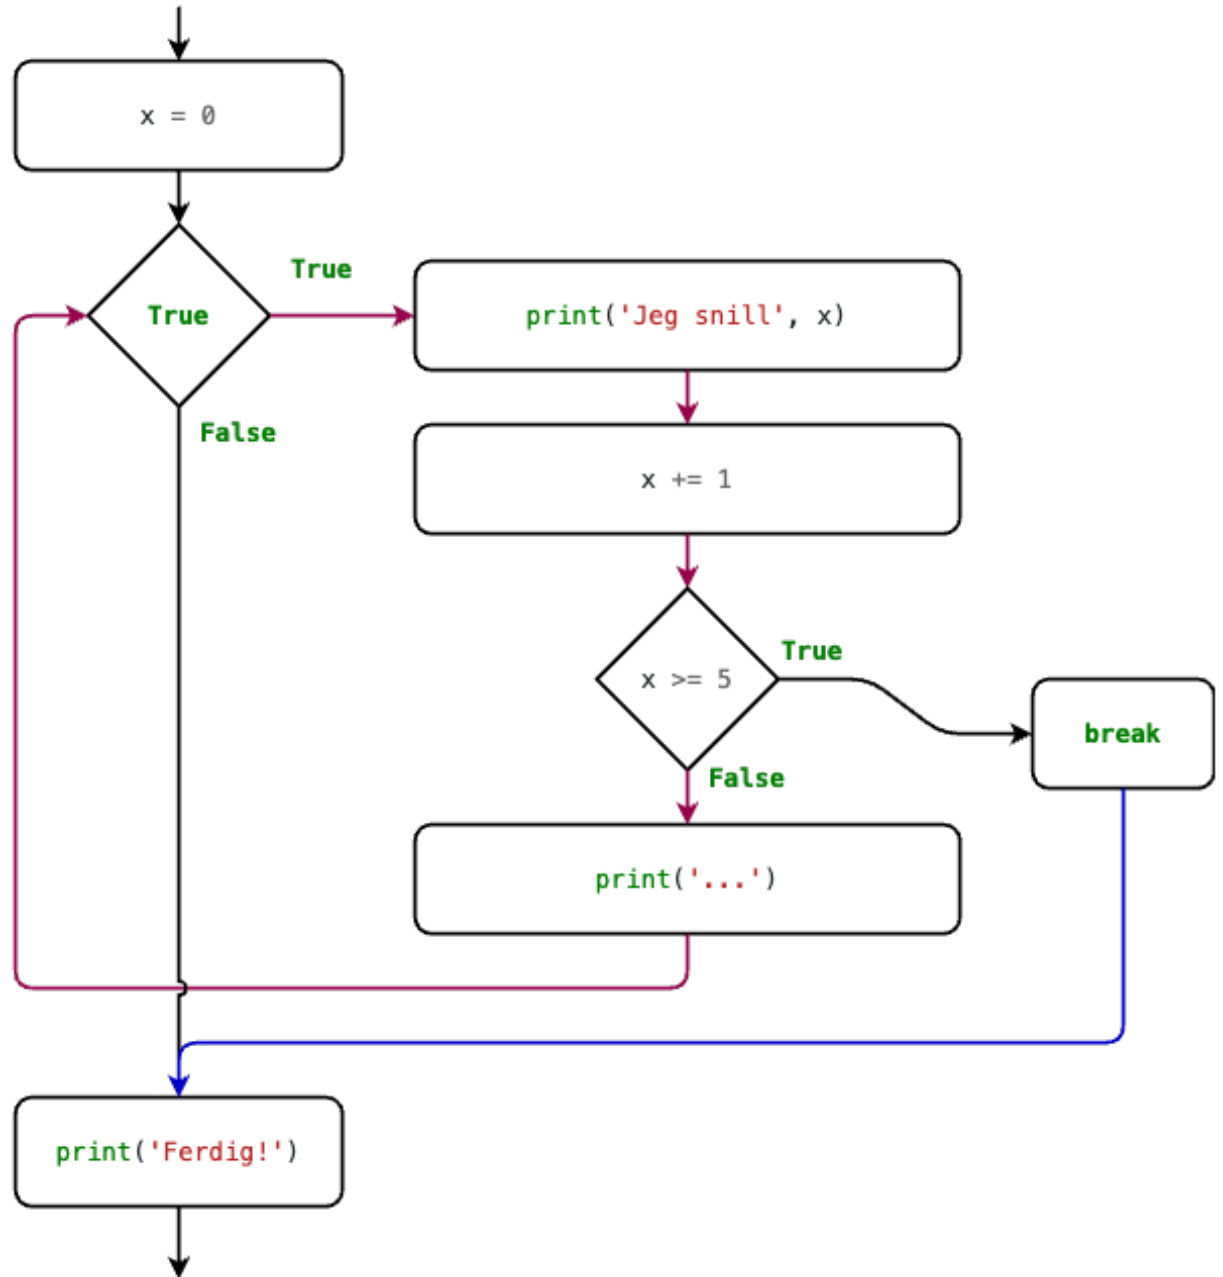 x = 0
True
True
print('Jeg snill', x)
False
x += 1
x >= 5
True
break
False
print('...')
print('Ferdig!')